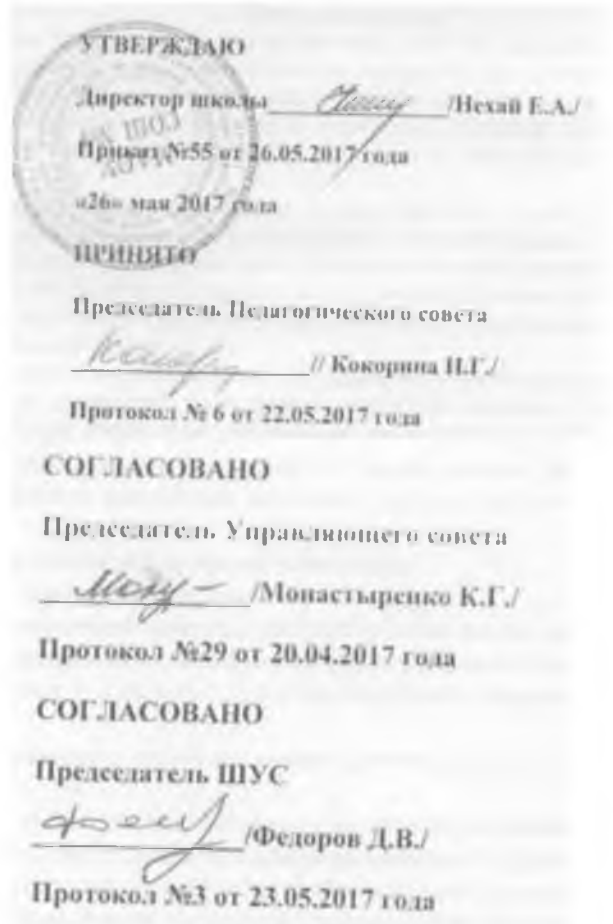 УТВЕРЖДАЮ
Директор школы /Нехай Е.А./
Приказ №55 от 26.05.2017 года
«26» мая 2017 года
ПРИНЯТО
Председатель Педагогического совета
// Кокорина И.Г./
Протокол № 6 от 22.05.2017 года
СОГЛАСОВАНО
Председатель Управляющего совета
/Монастыренко К.Г./
Протокол №29 от 20.04.2017 года
СОГЛАСОВАНО
Председатель ШУС
/Федоров Д.В./
Протокол №3 от 23.05.2017 года